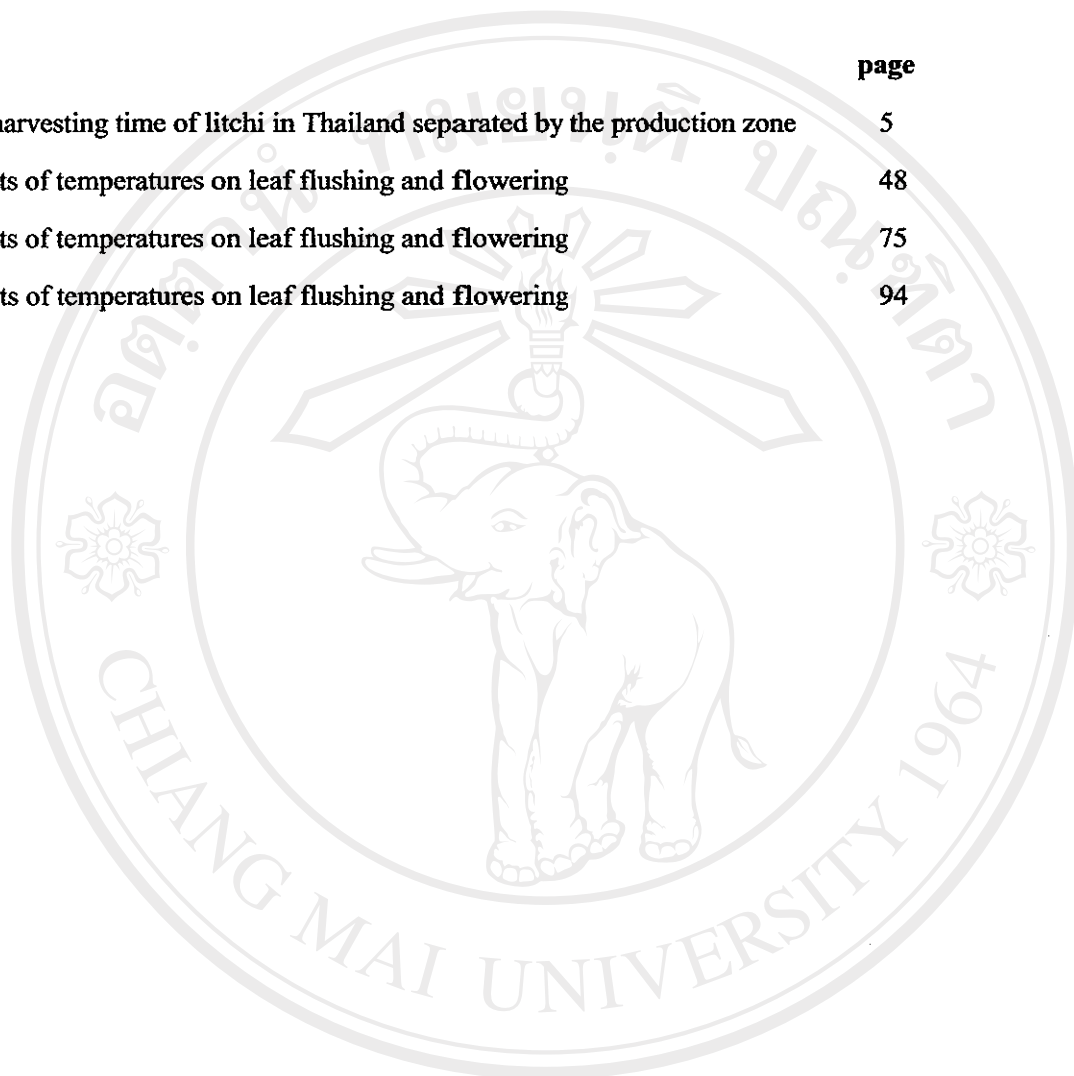 page
harvesting time of litchi in Thailand separated by the production zone 5
ts of temperatures on leaf flushing and flowering 48
ts of temperatures on leaf flushing and flowering 75
ts of temperatures on leaf flushing and flowering 94
CHIANG MAI UNIVERSITY 1964